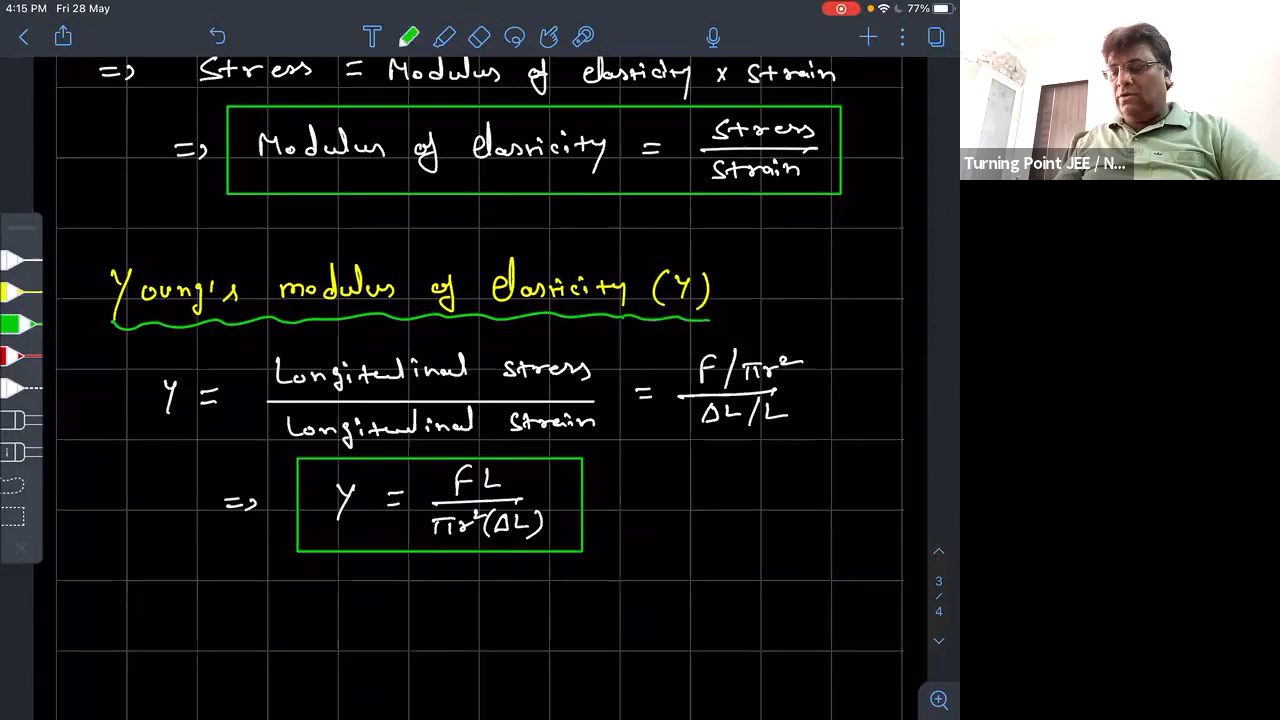 4:15 PM Fri 28 May
77%
=> Stress = Modulus of elasticity x strain
=> Modulus of elasticity = stress / strain
Turning Point JEE / N...
Young's modulus of elasticity (Y)
Y = Longitudinal stress / Longitudinal strain = F/πr² / ΔL/L
=> Y = FL / πr²(ΔL)
3 / 4